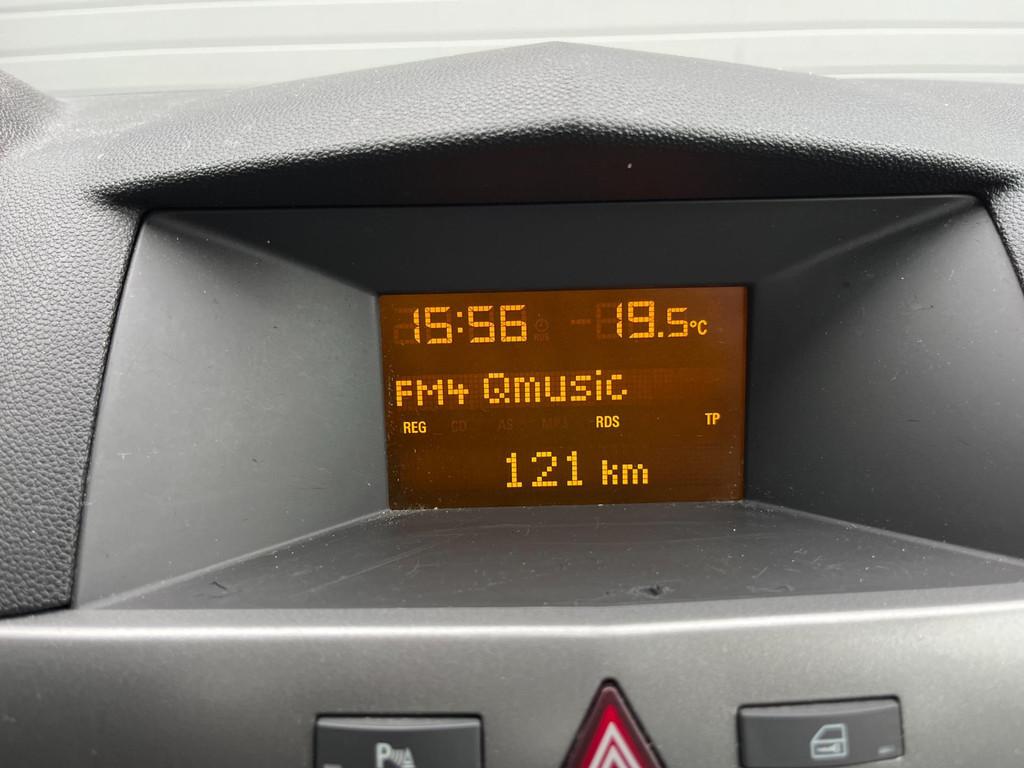 15:56 19.5°C
FM4 Qmusic
REG CD AS MP3 RDS TP
121 km
P